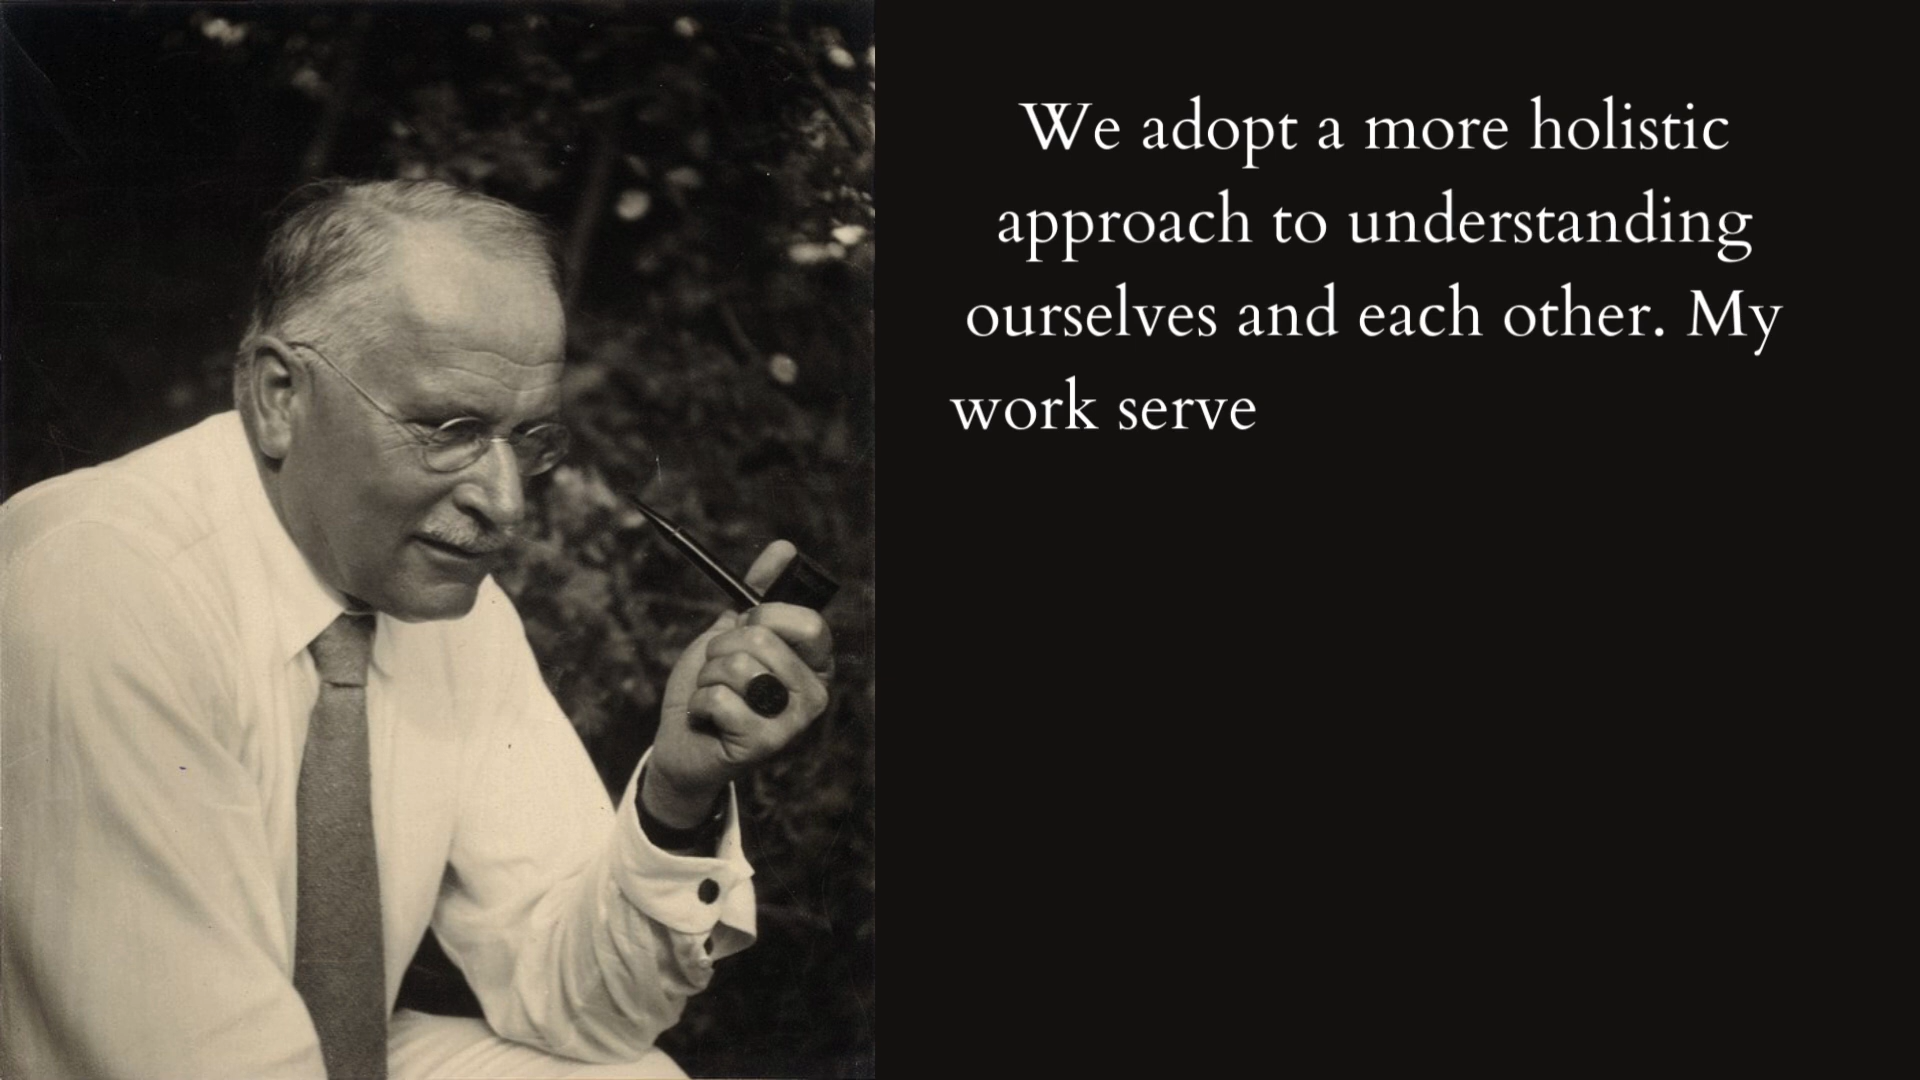 We adopt a more holistic
approach to understanding
ourselves and each other. My
work serve